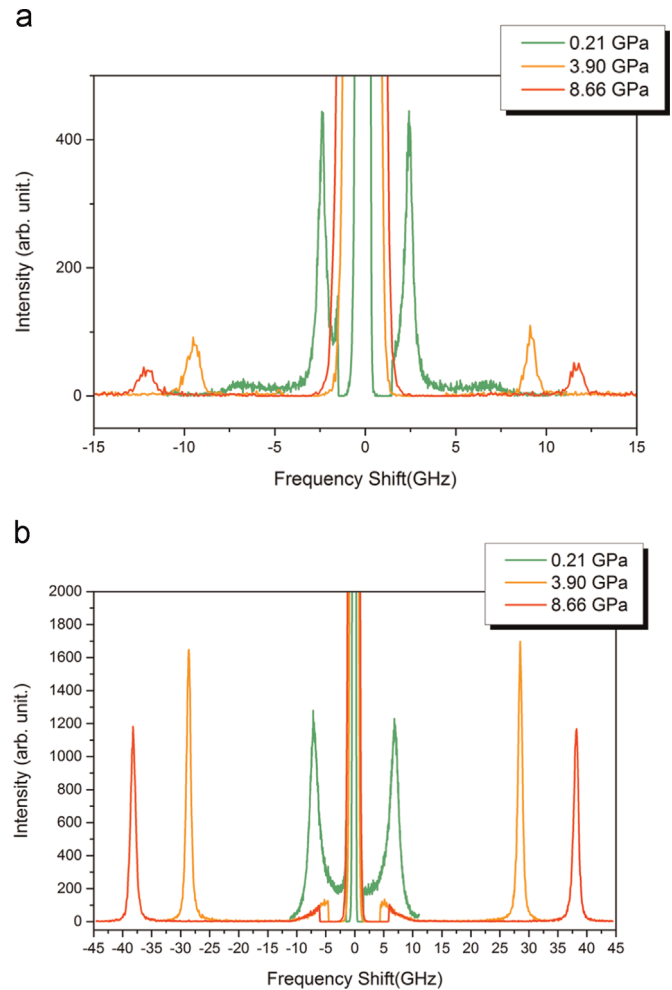 a
0.21 GPa
3.90 GPa
8.66 GPa
400
200
0
Intensity (arb. unit.)
-15 -10 -5 0 5 10 15
Frequency Shift(GHz)
b
0.21 GPa
3.90 GPa
8.66 GPa
2000
1800
1600
1400
1200
1000
800
600
400
200
0
Intensity (arb. unit.)
-45 -40 -35 -30 -25 -20 -15 -10 -5 0 5 10 15 20 25 30 35 40 45
Frequency Shift(GHz)